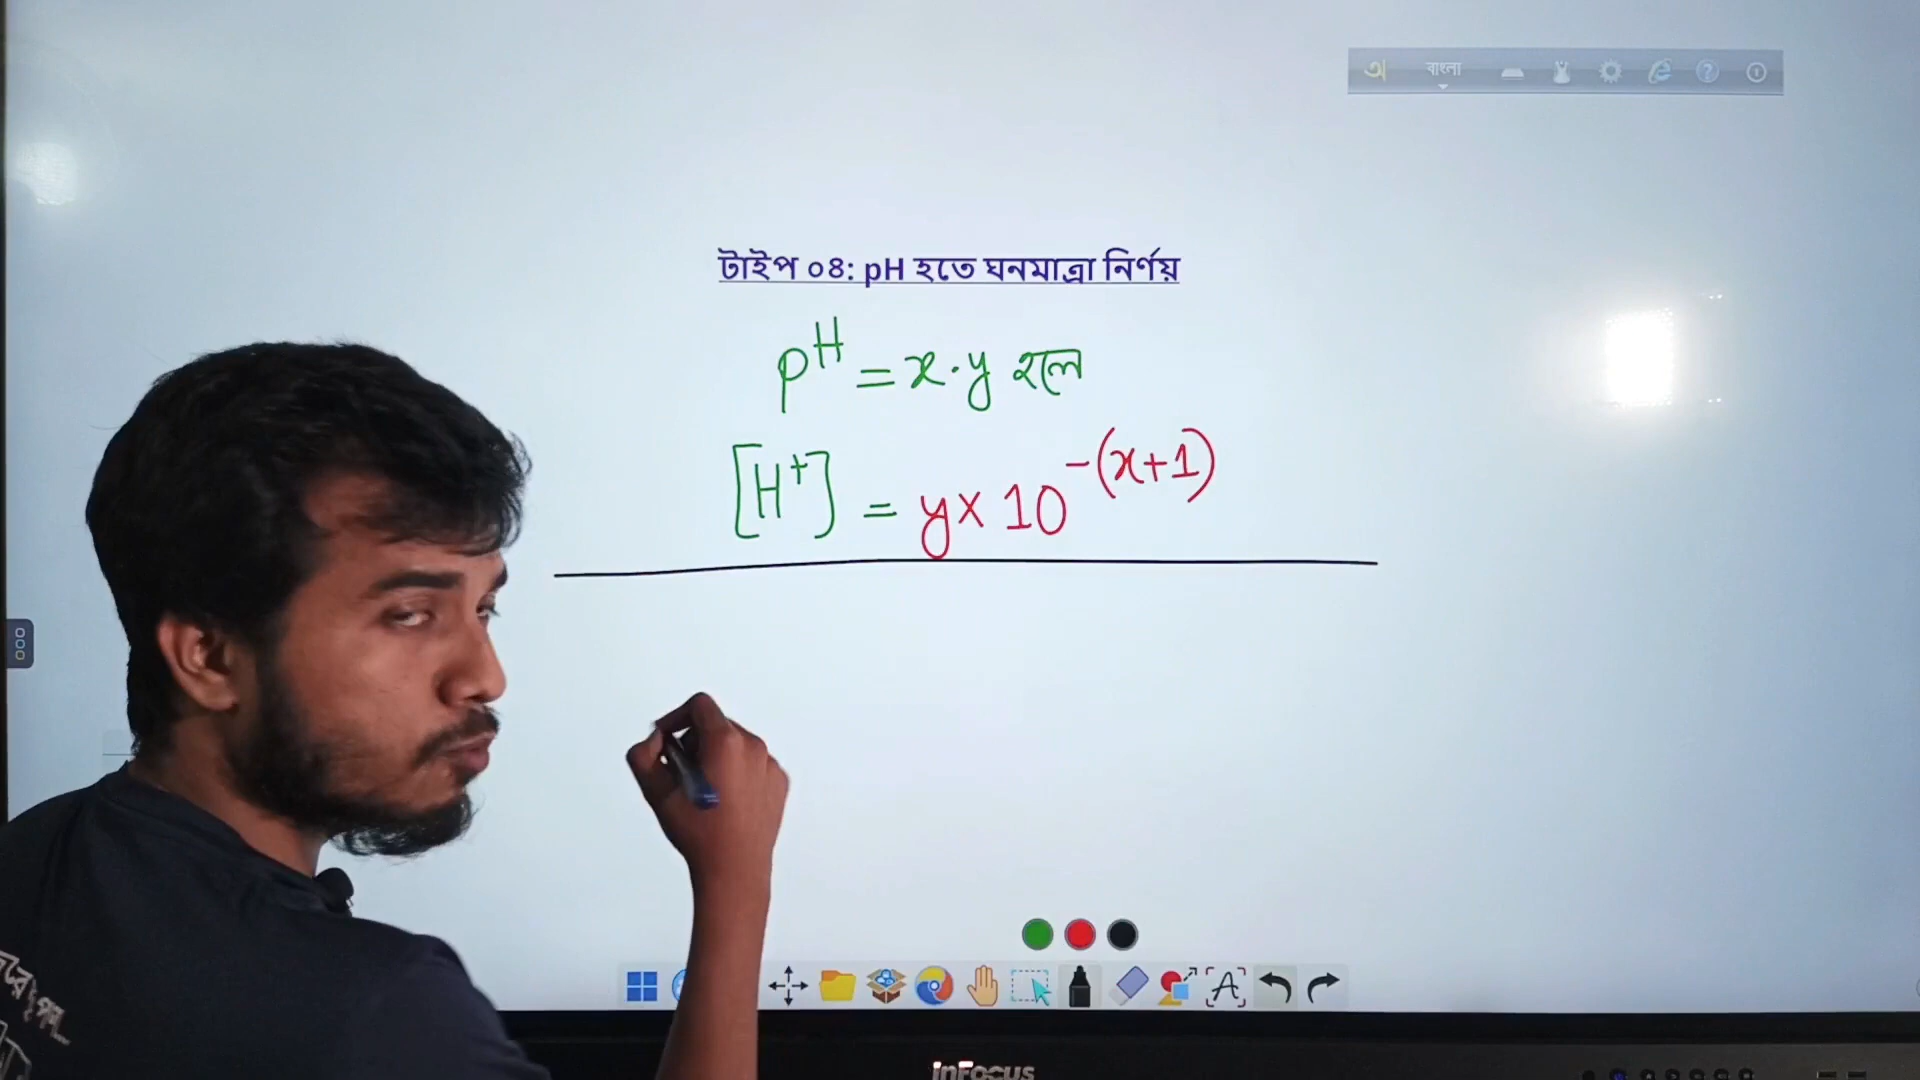 বাংলা
টাইপ ০৪: pH হতে ঘনমাত্রা নির্ণয়
pH = x.y হলে
[H+] = y× 10-(x+1)
InFocus